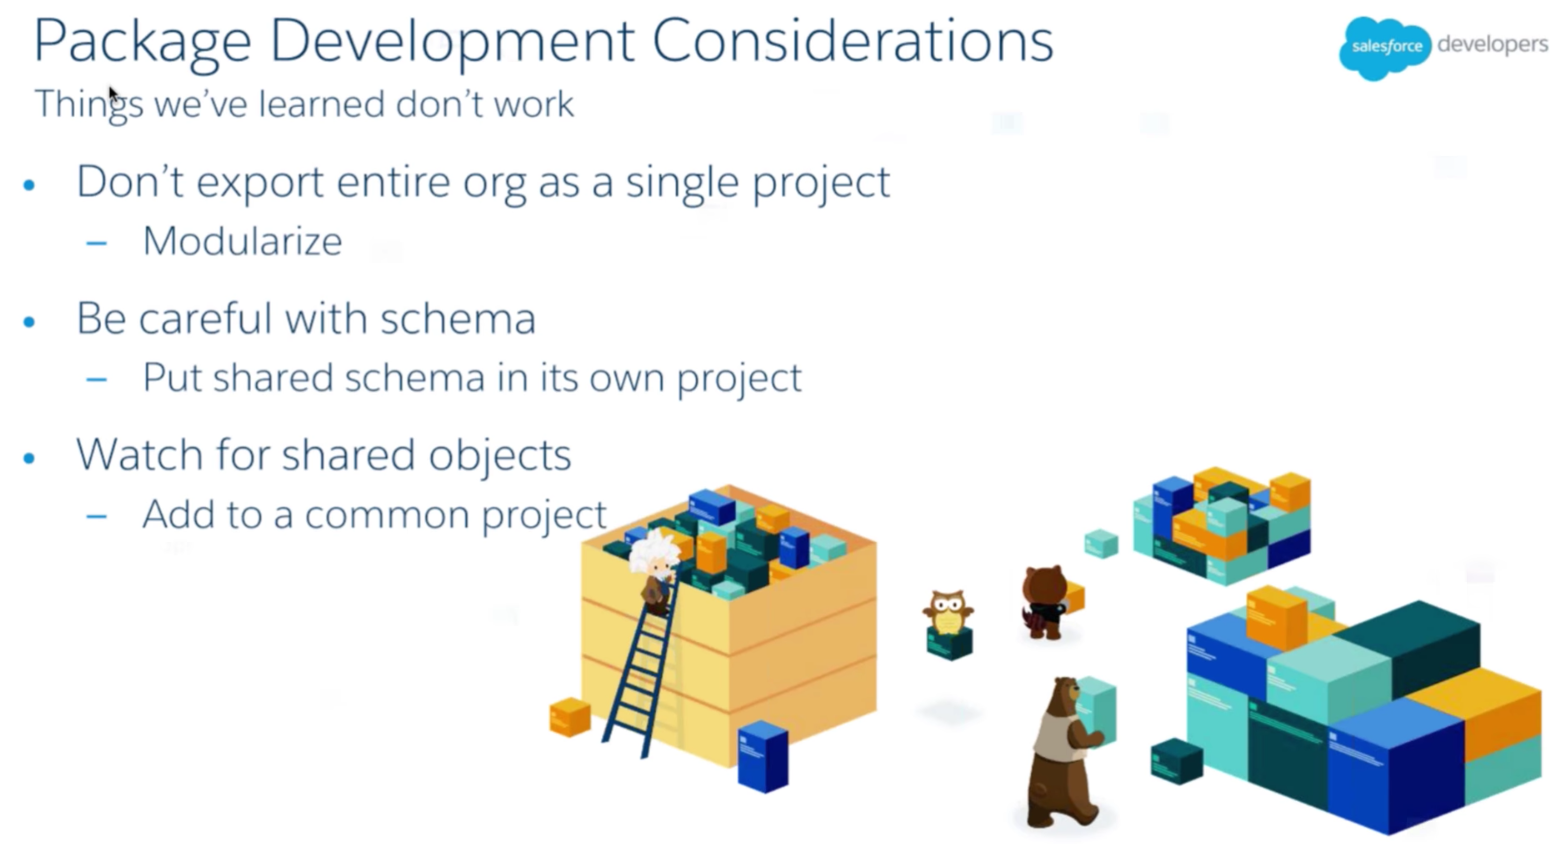 Package Development Considerations
salesforce developers
Things we've learned don't work
• Don't export entire org as a single project
– Modularize
• Be careful with schema
– Put shared schema in its own project
• Watch for shared objects
– Add to a common project